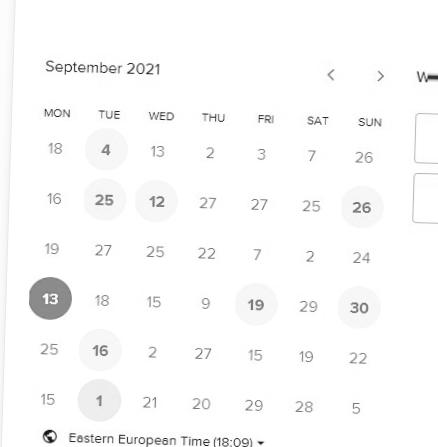 September 2021
MON TUE WED THU FRI SAT SUN
18 4 13 2 3 7 26
16 25 12 27 27 25 26
19 27 25 22 7 2 24
13 18 15 9 19 29 30
25 16 2 27 15 19 22
15 1 21 20 29 28 5
Eastern European Time (18:09)